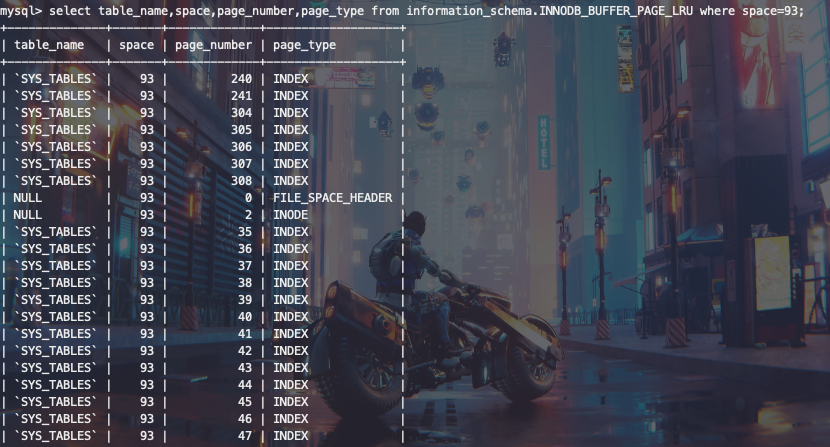 mysql> select table_name,space,page_number,page_type from information_schema.INNODB_BUFFER_PAGE_LRU where space=93;
+--------------+-------+-------------+-------------------+
| table_name | space | page_number | page_type |
+--------------+-------+-------------+-------------------+
| `SYS_TABLES` | 93 | 240 | INDEX |
| `SYS_TABLES` | 93 | 241 | INDEX |
| `SYS_TABLES` | 93 | 304 | INDEX |
| `SYS_TABLES` | 93 | 305 | INDEX |
| `SYS_TABLES` | 93 | 306 | INDEX |
| `SYS_TABLES` | 93 | 307 | INDEX |
| `SYS_TABLES` | 93 | 308 | INDEX |
| NULL | 93 | 0 | FILE_SPACE_HEADER |
| NULL | 93 | 2 | INODE |
| `SYS_TABLES` | 93 | 35 | INDEX |
| `SYS_TABLES` | 93 | 36 | INDEX |
| `SYS_TABLES` | 93 | 37 | INDEX |
| `SYS_TABLES` | 93 | 38 | INDEX |
| `SYS_TABLES` | 93 | 39 | INDEX |
| `SYS_TABLES` | 93 | 40 | INDEX |
| `SYS_TABLES` | 93 | 41 | INDEX |
| `SYS_TABLES` | 93 | 42 | INDEX |
| `SYS_TABLES` | 93 | 43 | INDEX |
| `SYS_TABLES` | 93 | 44 | INDEX |
| `SYS_TABLES` | 93 | 45 | INDEX |
| `SYS_TABLES` | 93 | 46 | INDEX |
| `SYS_TABLES` | 93 | 47 | INDEX |
HOTEL